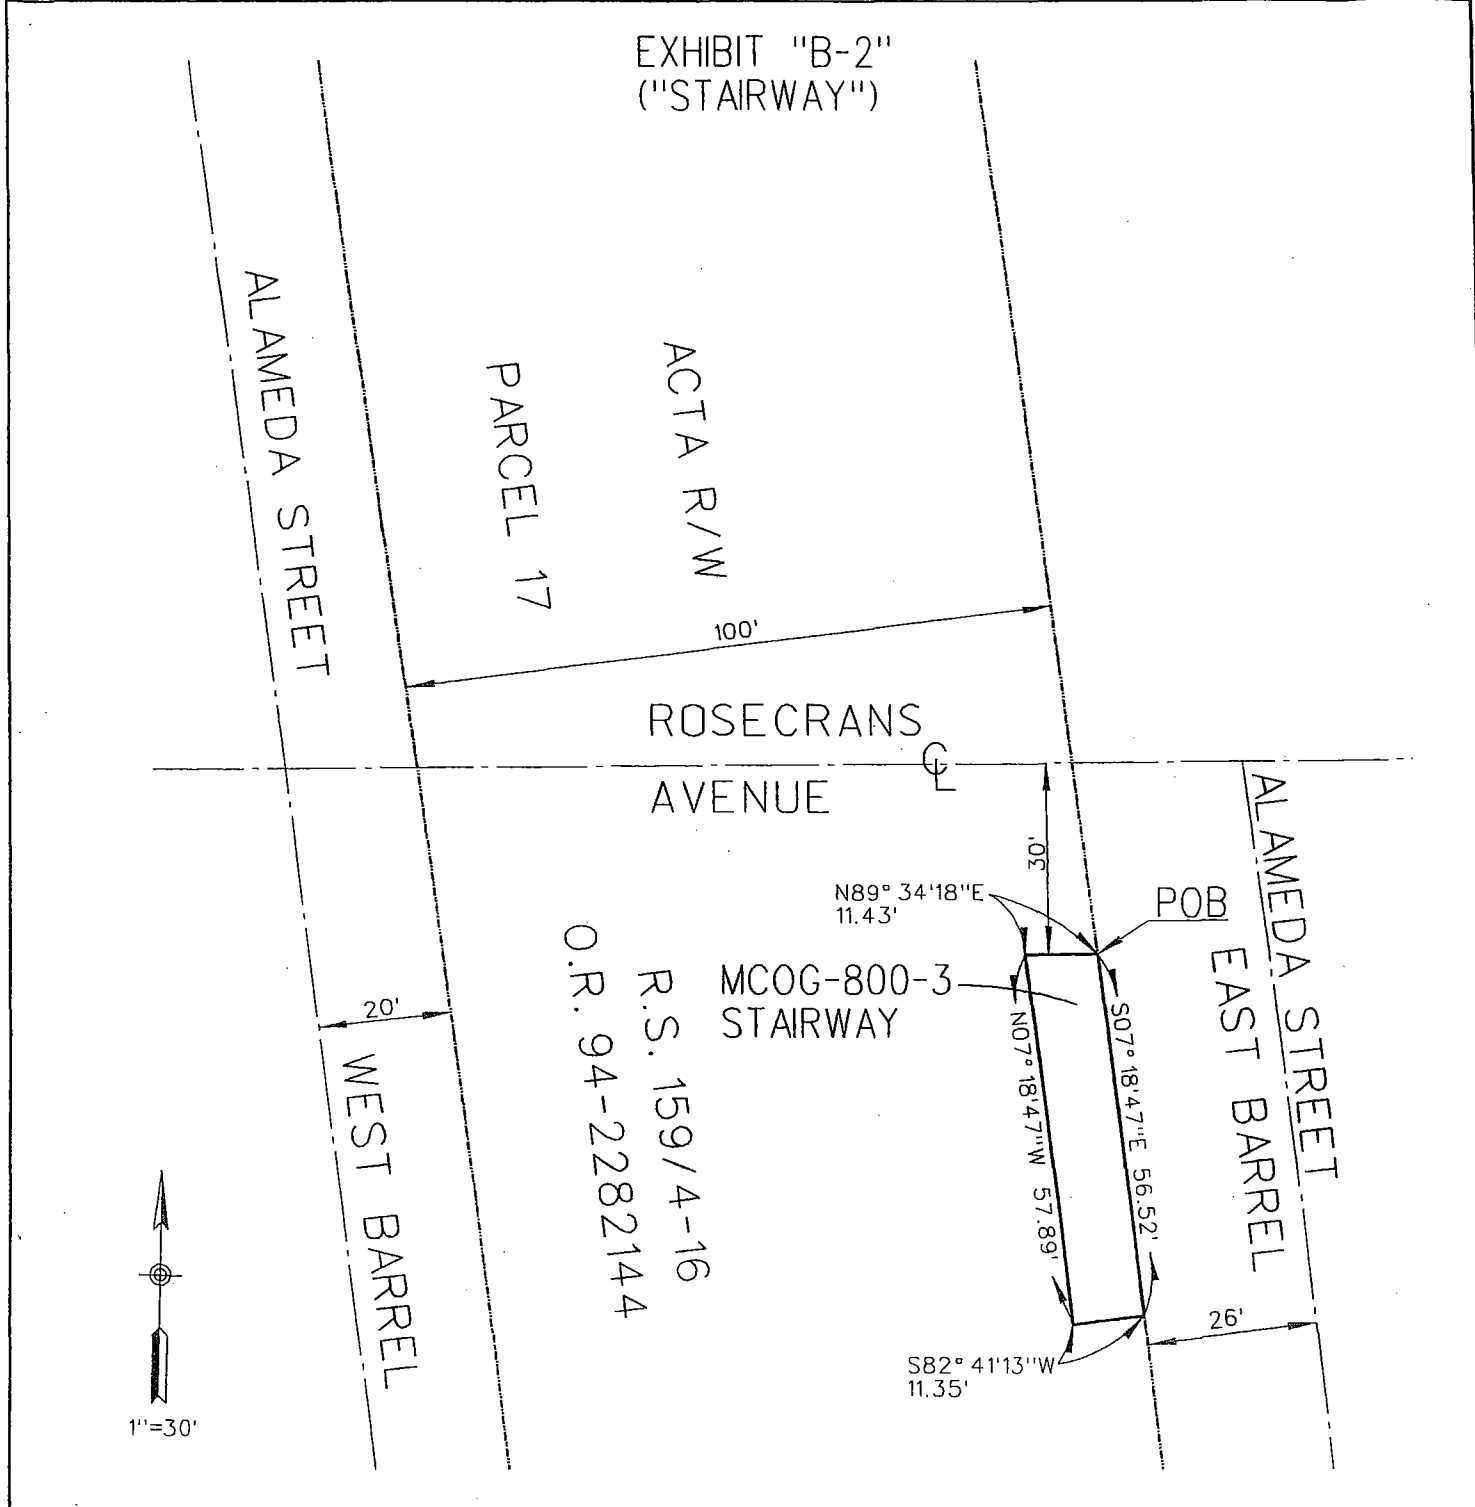 EXHIBIT "B-2"
("STAIRWAY")
ALAMEDA STREET
PARCEL 17
ACTA R/W
100'
ROSECRANS
AVENUE
CL
30'
N89° 34'18"E
11.43'
POB
ALAMEDA STREET
EAST BARREL
MCOG-800-3
STAIRWAY
O.R. 94-2282144
R.S. 159/4-16
20'
WEST BARREL
N07° 18'47"W 57.89'
S07° 18'47"E 56.52'
26'
S82° 41'13"W
11.35'
1"=30'